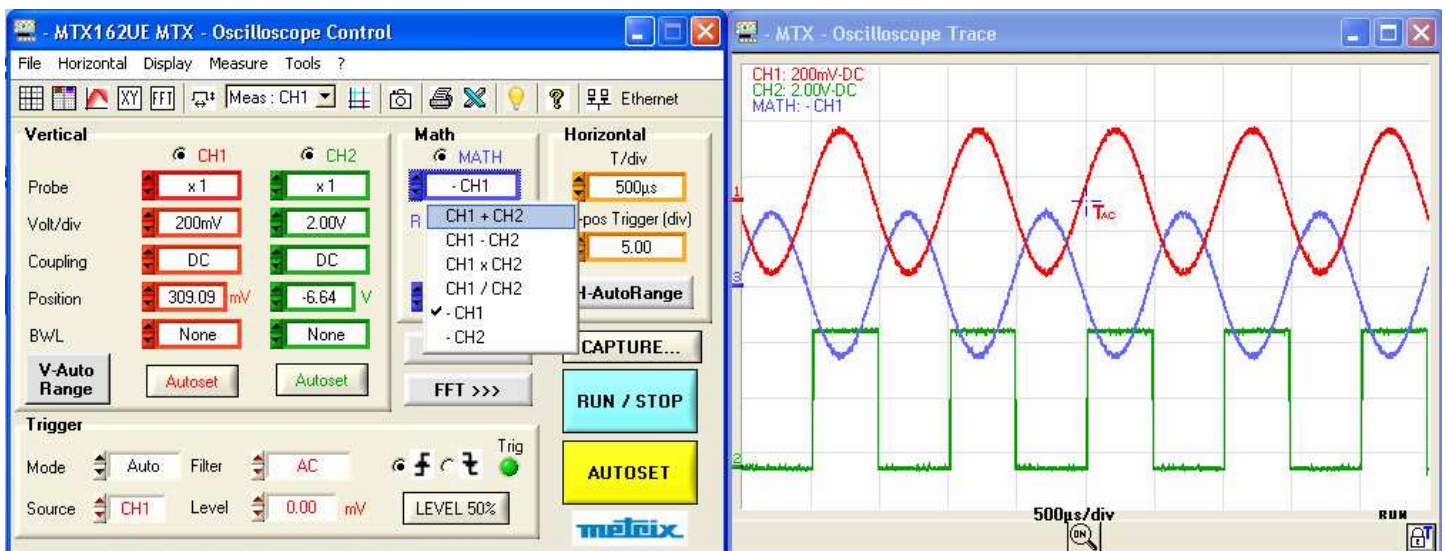 - MTX162UE MTX - Oscilloscope Control
File Horizontal Display Measure Tools ?
XY FFT Meas : CH1 Ethernet
Vertical
CH1 CH2
Probe x 1 x 1
Volt/div 200mV 2.00V
Coupling DC DC
Position 309.09 mV -6.64 V
BWL None None
V-Auto
Range
Autoset Autoset
Math
MATH
- CH1
R
CH1 + CH2
CH1 - CH2
CH1 x CH2
CH1 / CH2
- CH1
- CH2
FFT >>>
Horizontal
T/div
500µs
-pos Trigger (div)
5.00
H-AutoRange
CAPTURE...
RUN / STOP
AUTOSET
Trigger
Trig
Mode Auto Filter AC
Source CH1 Level 0.00 mV LEVEL 50%
metrix
- MTX - Oscilloscope Trace
CH1: 200mV-DC
CH2: 2.00V-DC
MATH: - CH1
1
TAC
3
2
500µs/div
RUN
ON
T